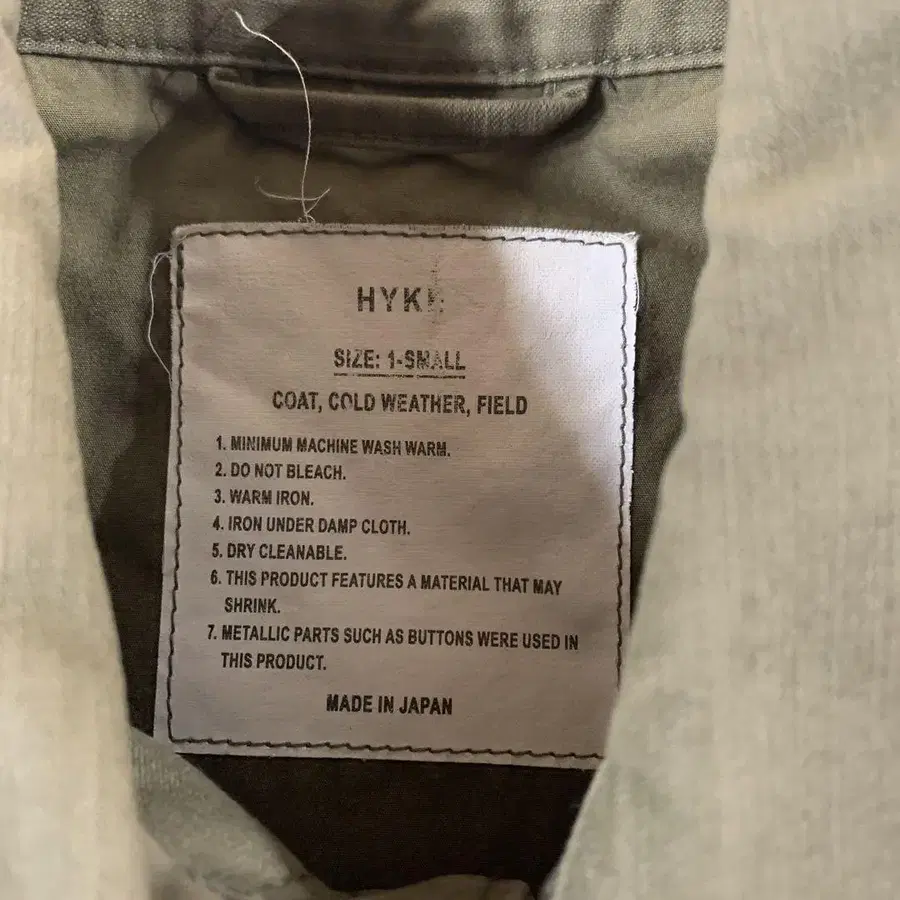 HYKE
SIZE: 1-SMALL
COAT, COLD WEATHER, FIELD
1. MINIMUM MACHINE WASH WARM.
2. DO NOT BLEACH.
3. WARM IRON.
4. IRON UNDER DAMP CLOTH.
5. DRY CLEANABLE.
6. THIS PRODUCT FEATURES A MATERIAL THAT MAY
SHRINK.
7. METALLIC PARTS SUCH AS BUTTONS WERE USED IN
THIS PRODUCT.
MADE IN JAPAN